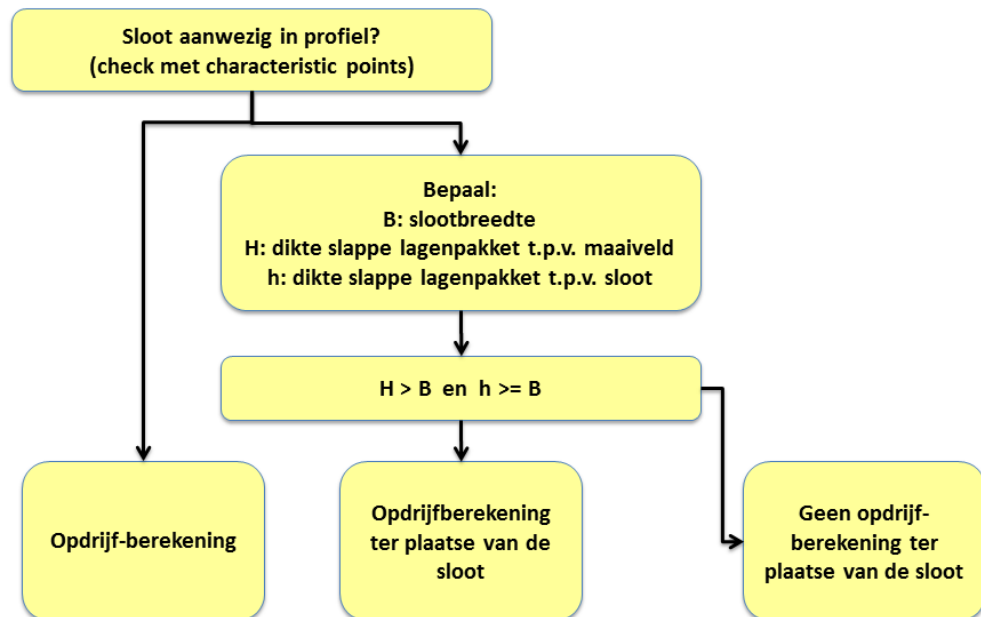 Sloot aanwezig in profiel?
(check met characteristic points)
Bepaal:
B: slootbreedte
H: dikte slappe lagenpakket t.p.v. maaiveld
h: dikte slappe lagenpakket t.p.v. sloot
H > B en h >= B
Opdrijf-berekening
Opdrijfberekening
ter plaatse van de
sloot
Geen opdrijf-
berekening ter
plaatse van de sloot